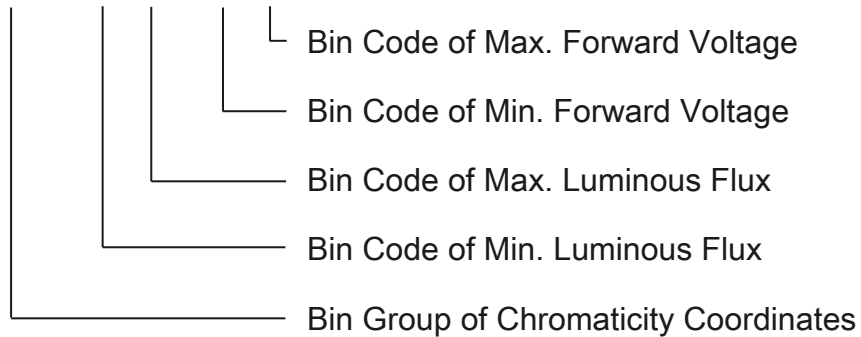 Bin Code of Max. Forward Voltage
Bin Code of Min. Forward Voltage
Bin Code of Max. Luminous Flux
Bin Code of Min. Luminous Flux
Bin Group of Chromaticity Coordinates